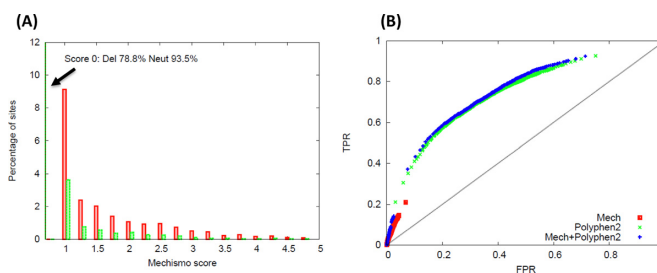 (A)
(B)
Score 0: Del 78.8% Neut 93.5%
Percentage of sites
12
10
8
6
4
2
0
1 1.5 2 2.5 3 3.5 4 4.5 5
Mechismo score
TPR
1
0.8
0.6
0.4
0.2
0
0 0.2 0.4 0.6 0.8 1
FPR
Mech
Polyphen2
Mech+Polyphen2